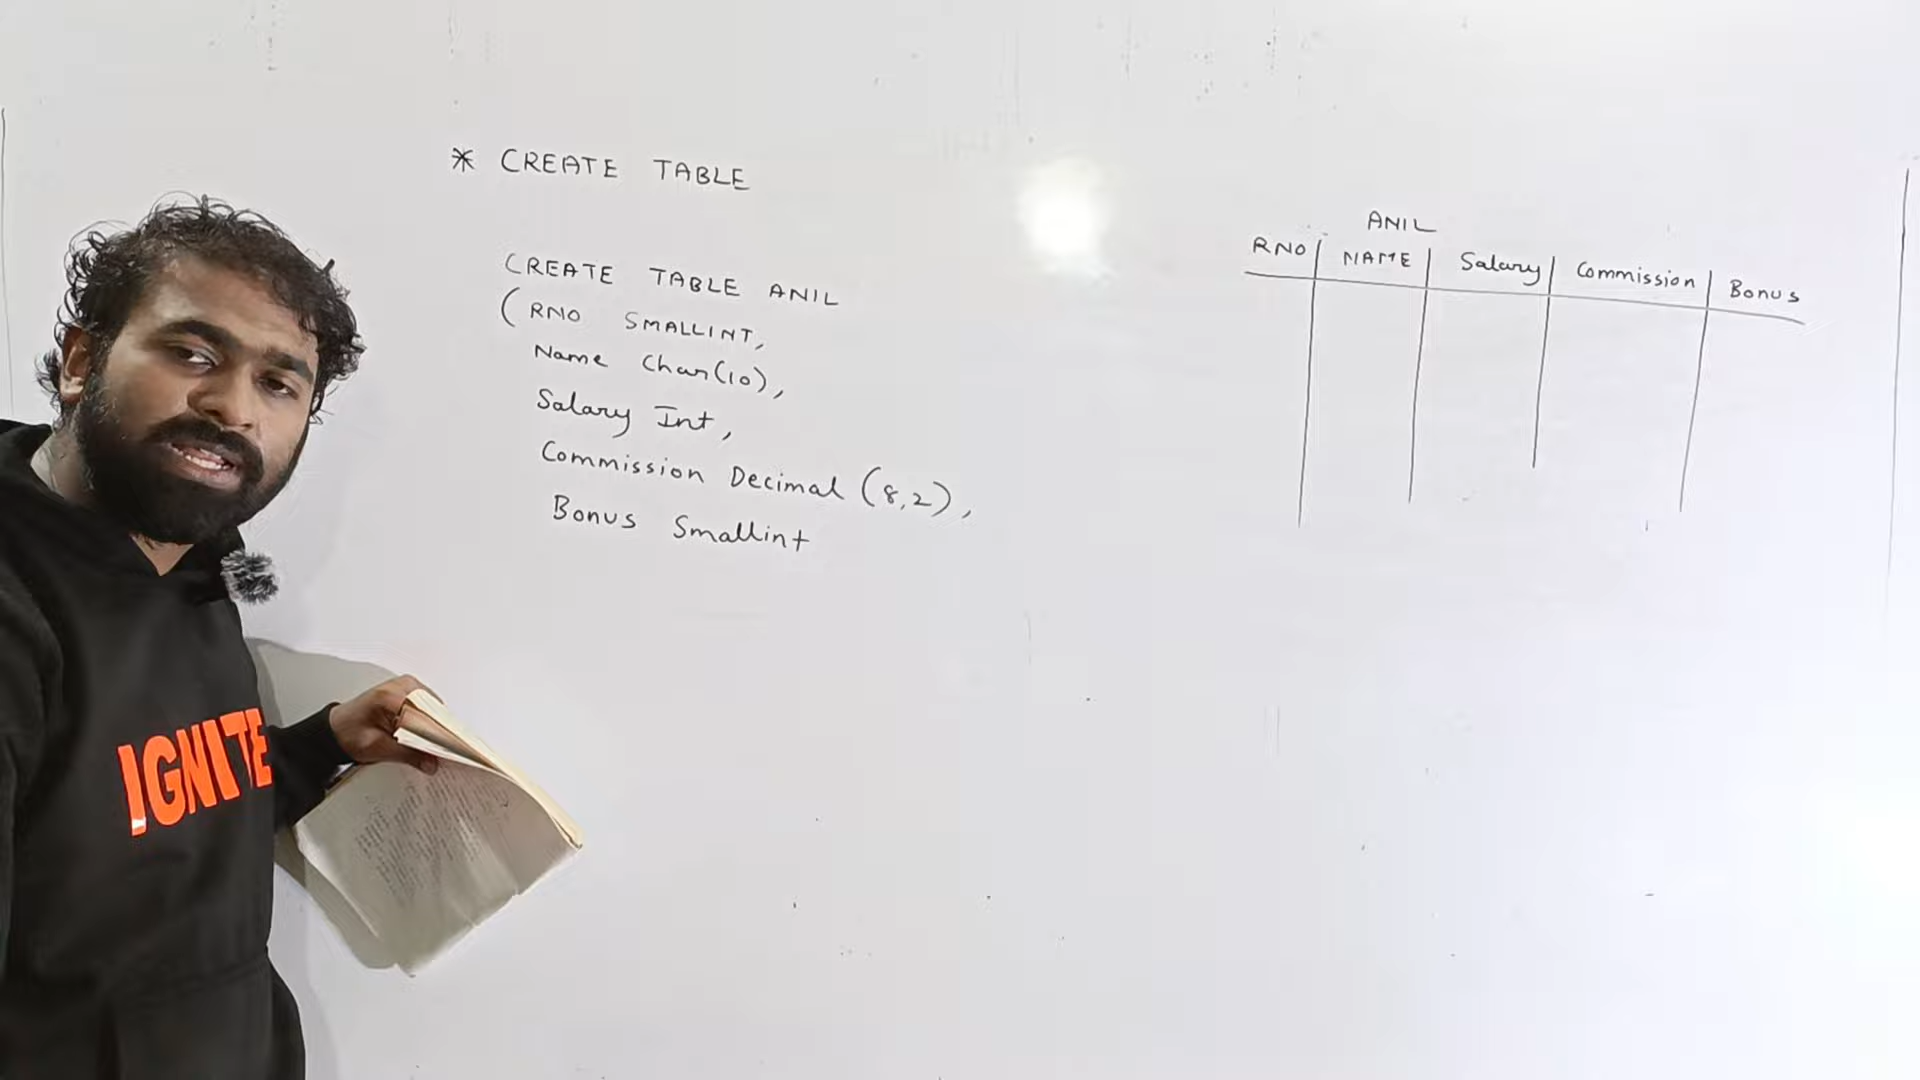 * CREATE TABLE
CREATE TABLE ANIL
(RNO SMALLINT,
Name Char(10),
Salary Int,
Commission Decimal (8,2),
Bonus Smallint
ANIL
RNO NAME Salary Commission Bonus
IGNITE